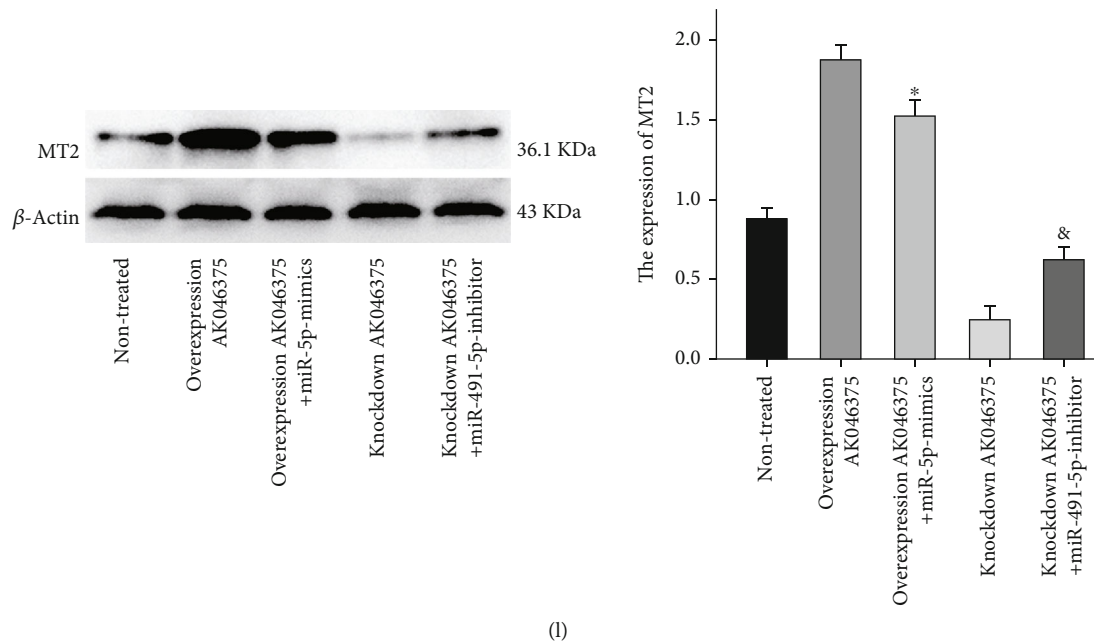 MT2
36.1 KDa
β-Actin
43 KDa
Non-treated
Overexpression
AK046375
Overexpression AK046375
+miR-5p-mimics
Knockdown AK046375
Knockdown AK046375
+miR-491-5p-inhibitor
The expression of MT2
2.0
1.5
1.0
0.5
0.0
*
&
Non-treated
Overexpression
AK046375
Overexpression AK046375
+miR-5p-mimics
Knockdown AK046375
Knockdown AK046375
+miR-491-5p-inhibitor
(l)